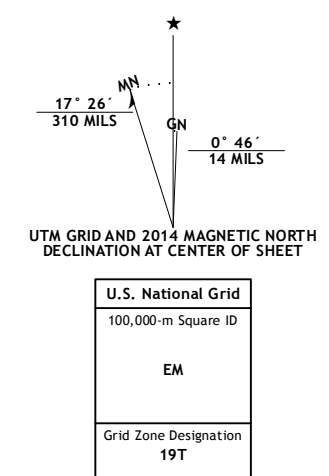 ★
MN
17° 26´
310 MILS
GN
0° 46´
14 MILS
UTM GRID AND 2014 MAGNETIC NORTH
DECLINATION AT CENTER OF SHEET
U.S. National Grid
100,000-m Square ID
EM
Grid Zone Designation
19T